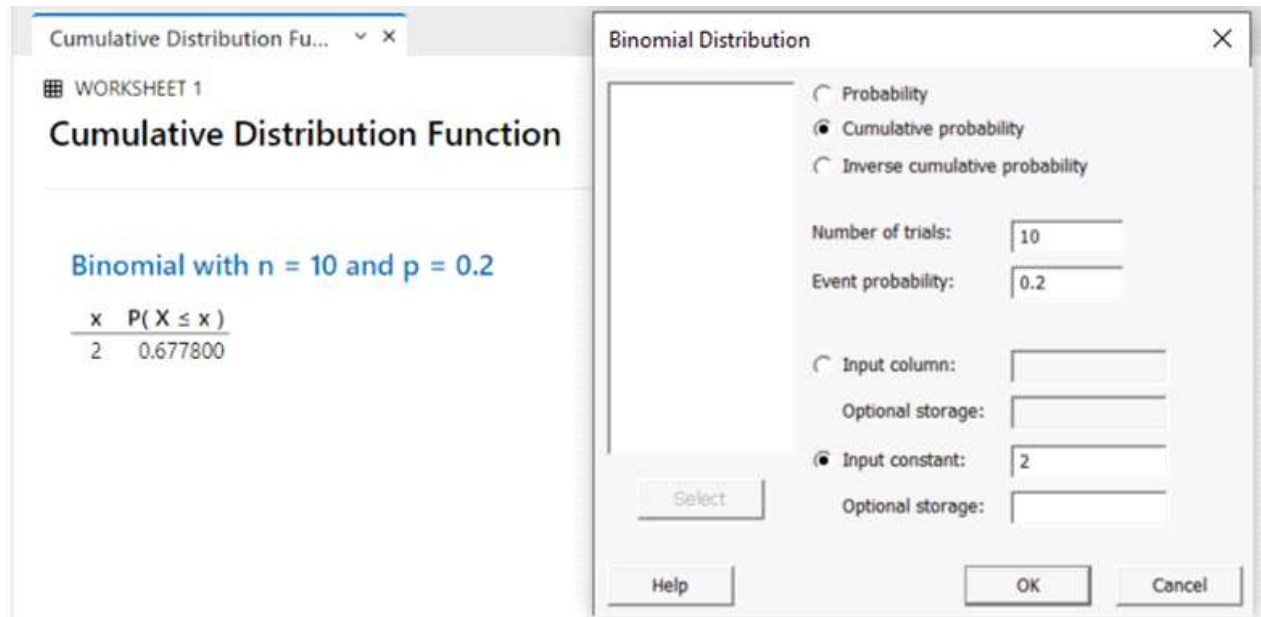 Cumulative Distribution Fu...
WORKSHEET 1
Cumulative Distribution Function
Binomial with n = 10 and p = 0.2
x P( X ≤ x )
2 0.677800
Binomial Distribution
Probability
Cumulative probability
Inverse cumulative probability
Number of trials: 10
Event probability: 0.2
Input column:
Optional storage:
Input constant: 2
Optional storage:
Select
Help OK Cancel